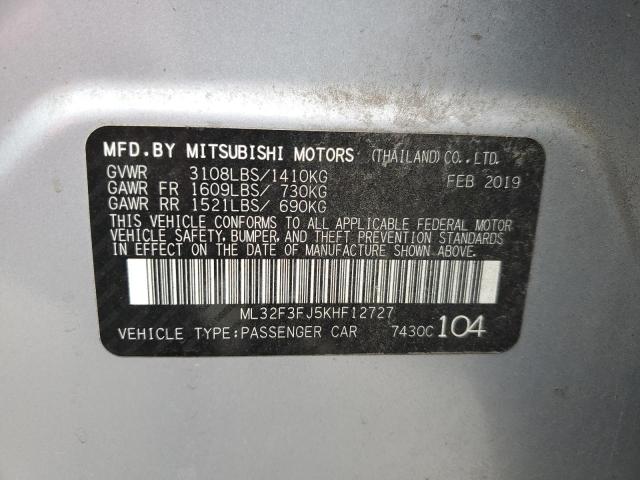 MFD.BY MITSUBISHI MOTORS (THAILAND)CO.,LTD.
GVWR 3108LBS/1410KG FEB 2019
GAWR FR 1609LBS/ 730KG
GAWR RR 1521LBS/ 690KG
THIS VEHICLE CONFORMS TO ALL APPLICABLE FEDERAL MOTOR
VEHICLE SAFETY, BUMPER, AND THEFT PREVENTION STANDARDS
IN EFFECT ON THE DATE OF MANUFACTURE SHOWN ABOVE.
ML32F3FJ5KHF12727
VEHICLE TYPE:PASSENGER CAR 7430C 104